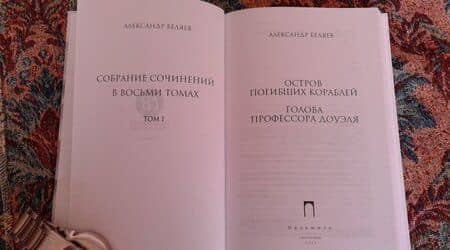 АЛЕКСАНДР БЕЛЯЕВ
СОБРАНИЕ СОЧИНЕНИЙ
В ВОСЬМИ ТОМАХ
ТОМ I
АЛЕКСАНДР БЕЛЯЕВ
ОСТРОВ
ПОГИБШИХ КОРАБЛЕЙ
ГОЛОВА
ПРОФЕССОРА ДОУЭЛЯ